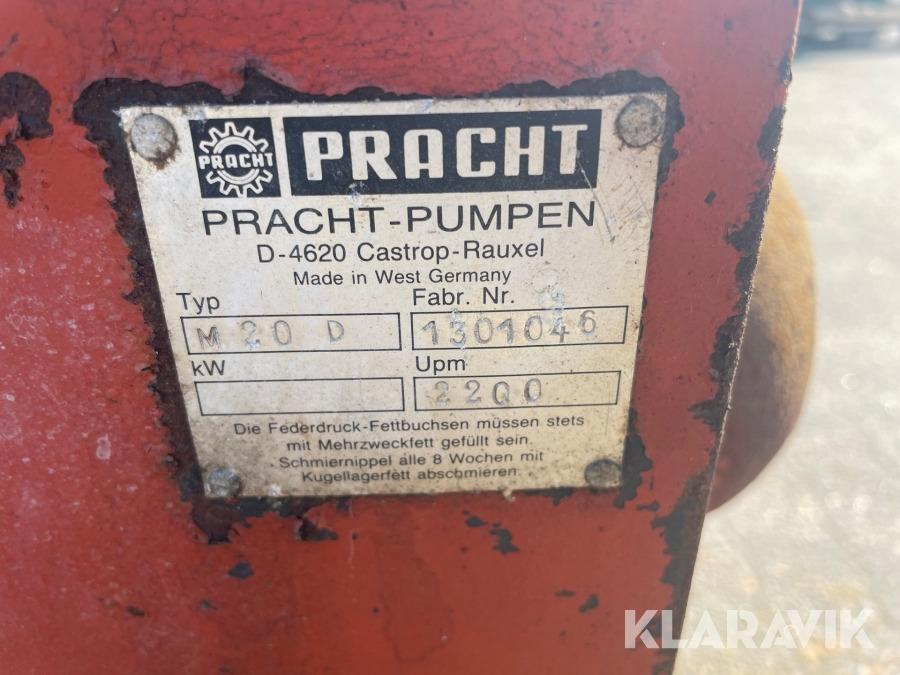 PRACHT
PRACHT
PRACHT-PUMPEN
D-4620 Castrop-Rauxel
Made in West Germany
Typ Fabr. Nr.
M 20 D 1301046
kW Upm
2200
Die Federdruck-Fettbuchsen müssen stets
mit Mehrzweckfett gefüllt sein.
Schmiernippel alle 8 Wochen mit
Kugellagerfett abschmieren.
KLARAVIK